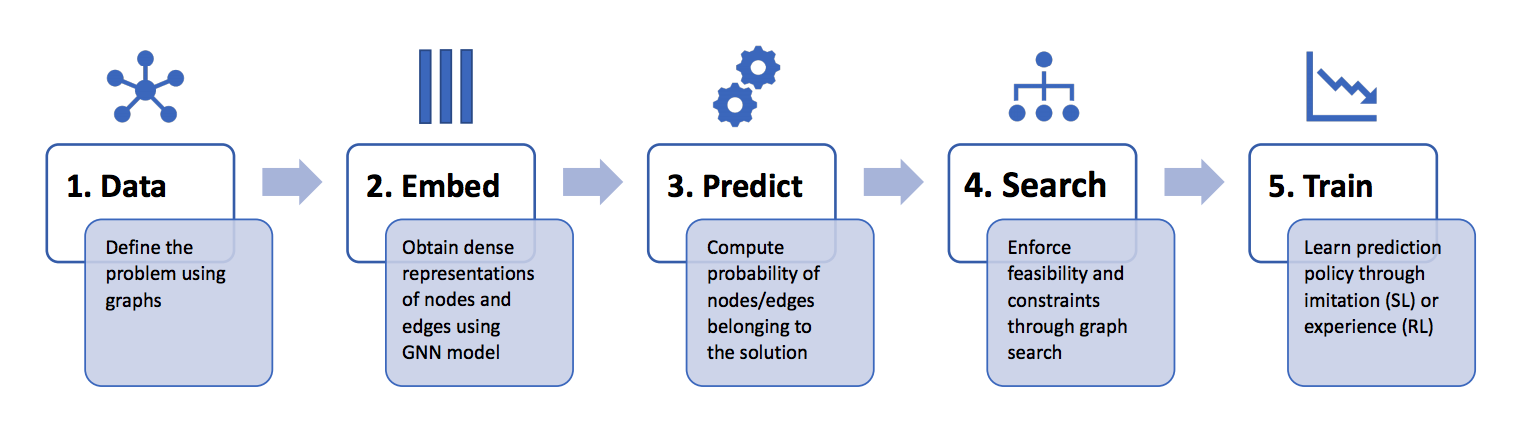 1. Data
Define the
problem using
graphs
2. Embed
Obtain dense
representations
of nodes and
edges using
GNN model
3. Predict
Compute
probability of
nodes/edges
belonging to
the solution
4. Search
Enforce
feasibility and
constraints
through graph
search
5. Train
Learn prediction
policy through
imitation (SL) or
experience (RL)